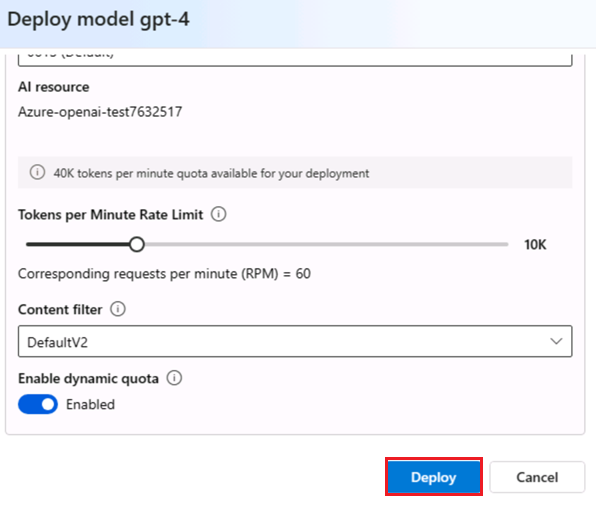 Deploy model gpt-4
AI resource
Azure-openai-test7632517
40K tokens per minute quota available for your deployment
Tokens per Minute Rate Limit
10K
Corresponding requests per minute (RPM) = 60
Content filter
DefaultV2
Enable dynamic quota
Enabled
Deploy
Cancel